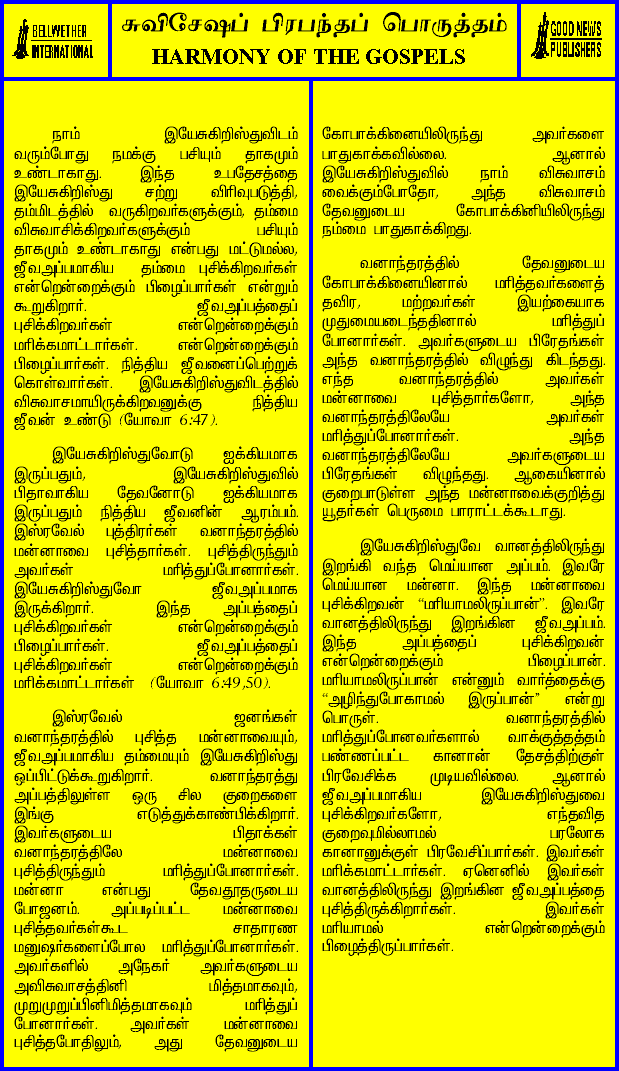 BELLWETHER
INTERNATIONAL
சுவிசேஷப் பிரபந்தப் பொருத்தம்
HARMONY OF THE GOSPELS
GOOD NEWS
PUBLISHERS
நாம் இயேசுகிறிஸ்துவிடம்
வரும்போது நமக்கு பசியும் தாகமும்
உண்டாகாது. இந்த உபதேசத்தை
இயேசுகிறிஸ்து சற்று விரிவுபடுத்தி,
தம்மிடத்தில் வருகிறவர்களுக்கும், தம்மை
விசுவாசிக்கிறவர்களுக்கும் பசியும்
தாகமும் உண்டாகாது என்பது மட்டுமல்ல,
ஜீவஅப்பமாகிய தம்மை புசிக்கிறவர்கள்
என்றென்றைக்கும் பிழைப்பார்கள் என்றும்
கூறுகிறார். ஜீவஅப்பத்தைப்
புசிக்கிறவர்கள் என்றென்றைக்கும்
மரிக்கமாட்டார்கள். என்றென்றைக்கும்
பிழைப்பார்கள். நித்திய ஜீவனைப்பெற்றுக்
கொள்வார்கள். இயேசுகிறிஸ்துவிடத்தில்
விசுவாசமாயிருக்கிறவனுக்கு நித்திய
ஜீவன் உண்டு (யோவா 6:47).
இயேசுகிறிஸ்துவோடு ஐக்கியமாக
இருப்பதும், இயேசுகிறிஸ்துவில்
பிதாவாகிய தேவனோடு ஐக்கியமாக
இருப்பதும் நித்திய ஜீவனின் ஆரம்பம்.
இஸ்ரவேல் புத்திரர்கள் வனாந்தரத்தில்
மன்னாவை புசித்தார்கள். புசித்திருந்தும்
அவர்கள் மரித்துப்போனார்கள்.
இயேசுகிறிஸ்துவோ ஜீவஅப்பமாக
இருக்கிறார். இந்த அப்பத்தைப்
புசிக்கிறவர்கள் என்றென்றைக்கும்
பிழைப்பார்கள். ஜீவஅப்பத்தைப்
புசிக்கிறவர்கள் என்றென்றைக்கும்
மரிக்கமாட்டார்கள் (யோவா 6:49,50).
இஸ்ரவேல் ஜனங்கள்
வனாந்தரத்தில் புசித்த மன்னாவையும்,
ஜீவஅப்பமாகிய தம்மையும் இயேசுகிறிஸ்து
ஒப்பிட்டுக்கூறுகிறார். வனாந்தரத்து
அப்பத்திலுள்ள ஒரு சில குறைகளை
இங்கு எடுத்துக்காண்பிக்கிறார்.
இவர்களுடைய பிதாக்கள்
வனாந்தரத்திலே மன்னாவை
புசித்திருந்தும் மரித்துப்போனார்கள்.
மன்னா என்பது தேவதூதருடைய
போஜனம். அப்படிப்பட்ட மன்னாவை
புசித்தவர்கள்கூட சாதாரண
மனுஷர்களைப்போல மரித்துப்போனார்கள்.
அவர்களில் அநேகர் அவர்களுடைய
அவிசுவாசத்தினி மித்தமாகவும்,
முறுமுறுப்பினிமித்தமாகவும் மரித்துப்
போனார்கள். அவர்கள் மன்னாவை
புசித்தபோதிலும், அது தேவனுடைய
கோபாக்கினையிலிருந்து அவர்களை
பாதுகாக்கவில்லை. ஆனால்
இயேசுகிறிஸ்துவில் நாம் விசுவாசம்
வைக்கும்போதோ, அந்த விசுவாசம்
தேவனுடைய கோபாக்கினியிலிருந்து
நம்மை பாதுகாக்கிறது.
வனாந்தரத்தில் தேவனுடைய
கோபாக்கினையினால் மரித்தவர்களைத்
தவிர, மற்றவர்கள் இயற்கையாக
முதுமையடைந்ததினால் மரித்துப்
போனார்கள். அவர்களுடைய பிரேதங்கள்
அந்த வனாந்தரத்தில் விழுந்து கிடந்தது.
எந்த வனாந்தரத்தில் அவர்கள்
மன்னாவை புசித்தார்களோ, அந்த
வனாந்தரத்திலேயே அவர்கள்
மரித்துப்போனார்கள். அந்த
வனாந்தரத்திலேயே அவர்களுடைய
பிரேதங்கள் விழுந்தது. ஆகையினால்
குறைபாடுள்ள அந்த மன்னாவைக்குறித்து
யூதர்கள் பெருமை பாராட்டக்கூடாது.
இயேசுகிறிஸ்துவே வானத்திலிருந்து
இறங்கி வந்த மெய்யான அப்பம். இவரே
மெய்யான மன்னா. இந்த மன்னாவை
புசிக்கிறவன் “மரியாமலிருப்பான்”. இவரே
வானத்திலிருந்து இறங்கின ஜீவஅப்பம்.
இந்த அப்பத்தைப் புசிக்கிறவன்
என்றென்றைக்கும் பிழைப்பான்.
மரியாமலிருப்பான் என்னும் வார்த்தைக்கு
“அழிந்துபோகாமல் இருப்பான்” என்று
பொருள். வனாந்தரத்தில்
மரித்துப்போனவர்களால் வாக்குத்தத்தம்
பண்ணப்பட்ட கானான் தேசத்திற்குள்
பிரவேசிக்க முடியவில்லை. ஆனால்
ஜீவஅப்பமாகிய இயேசுகிறிஸ்துவை
புசிக்கிறவர்களோ, எந்தவித
குறைவுமில்லாமல் பரலோக
கானானுக்குள் பிரவேசிப்பார்கள். இவர்கள்
மரிக்கமாட்டார்கள். ஏனெனில் இவர்கள்
வானத்திலிருந்து இறங்கின ஜீவஅப்பத்தை
புசித்திருக்கிறார்கள். இவர்கள்
மரியாமல் என்றென்றைக்கும்
பிழைத்திருப்பார்கள்.